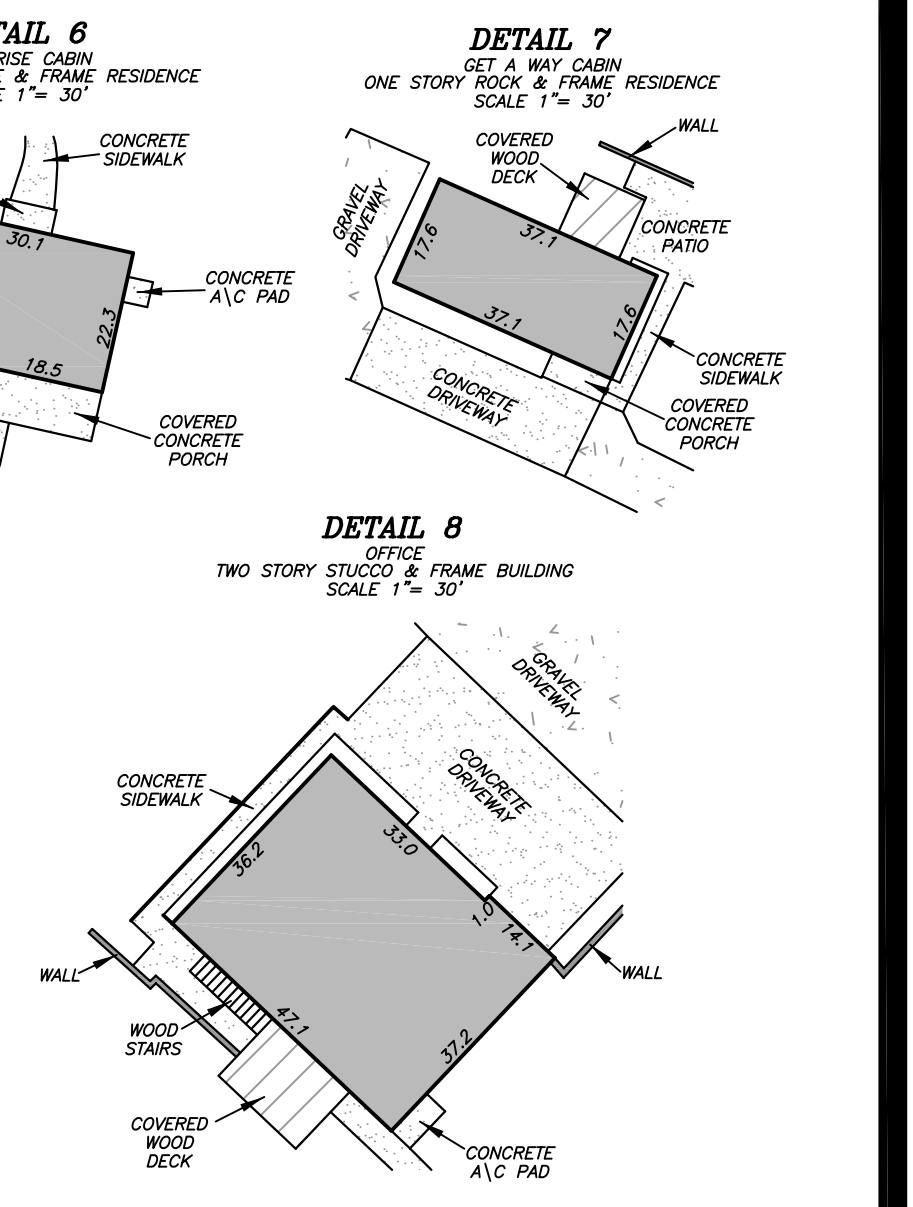 TAIL 6
RISE CABIN
E & FRAME RESIDENCE
E 1"= 30'
CONCRETE
SIDEWALK
30.1
CONCRETE
A\C PAD
22.3
18.5
COVERED
CONCRETE
PORCH
DETAIL 7
GET A WAY CABIN
ONE STORY ROCK & FRAME RESIDENCE
SCALE 1"= 30'
WALL
COVERED
WOOD
DECK
GRAVEL
DRIVEWAY
17.6
37.1
CONCRETE
PATIO
37.1
17.6
CONCRETE
DRIVEWAY
CONCRETE
SIDEWALK
COVERED
CONCRETE
PORCH
DETAIL 8
OFFICE
TWO STORY STUCCO & FRAME BUILDING
SCALE 1"= 30'
GRAVEL
DRIVEWAY
CONCRETE
DRIVEWAY
CONCRETE
SIDEWALK
36.2
33.0
1.0
14.1
WALL
WALL
WOOD
STAIRS
47.1
37.2
COVERED
WOOD
DECK
CONCRETE
A\C PAD